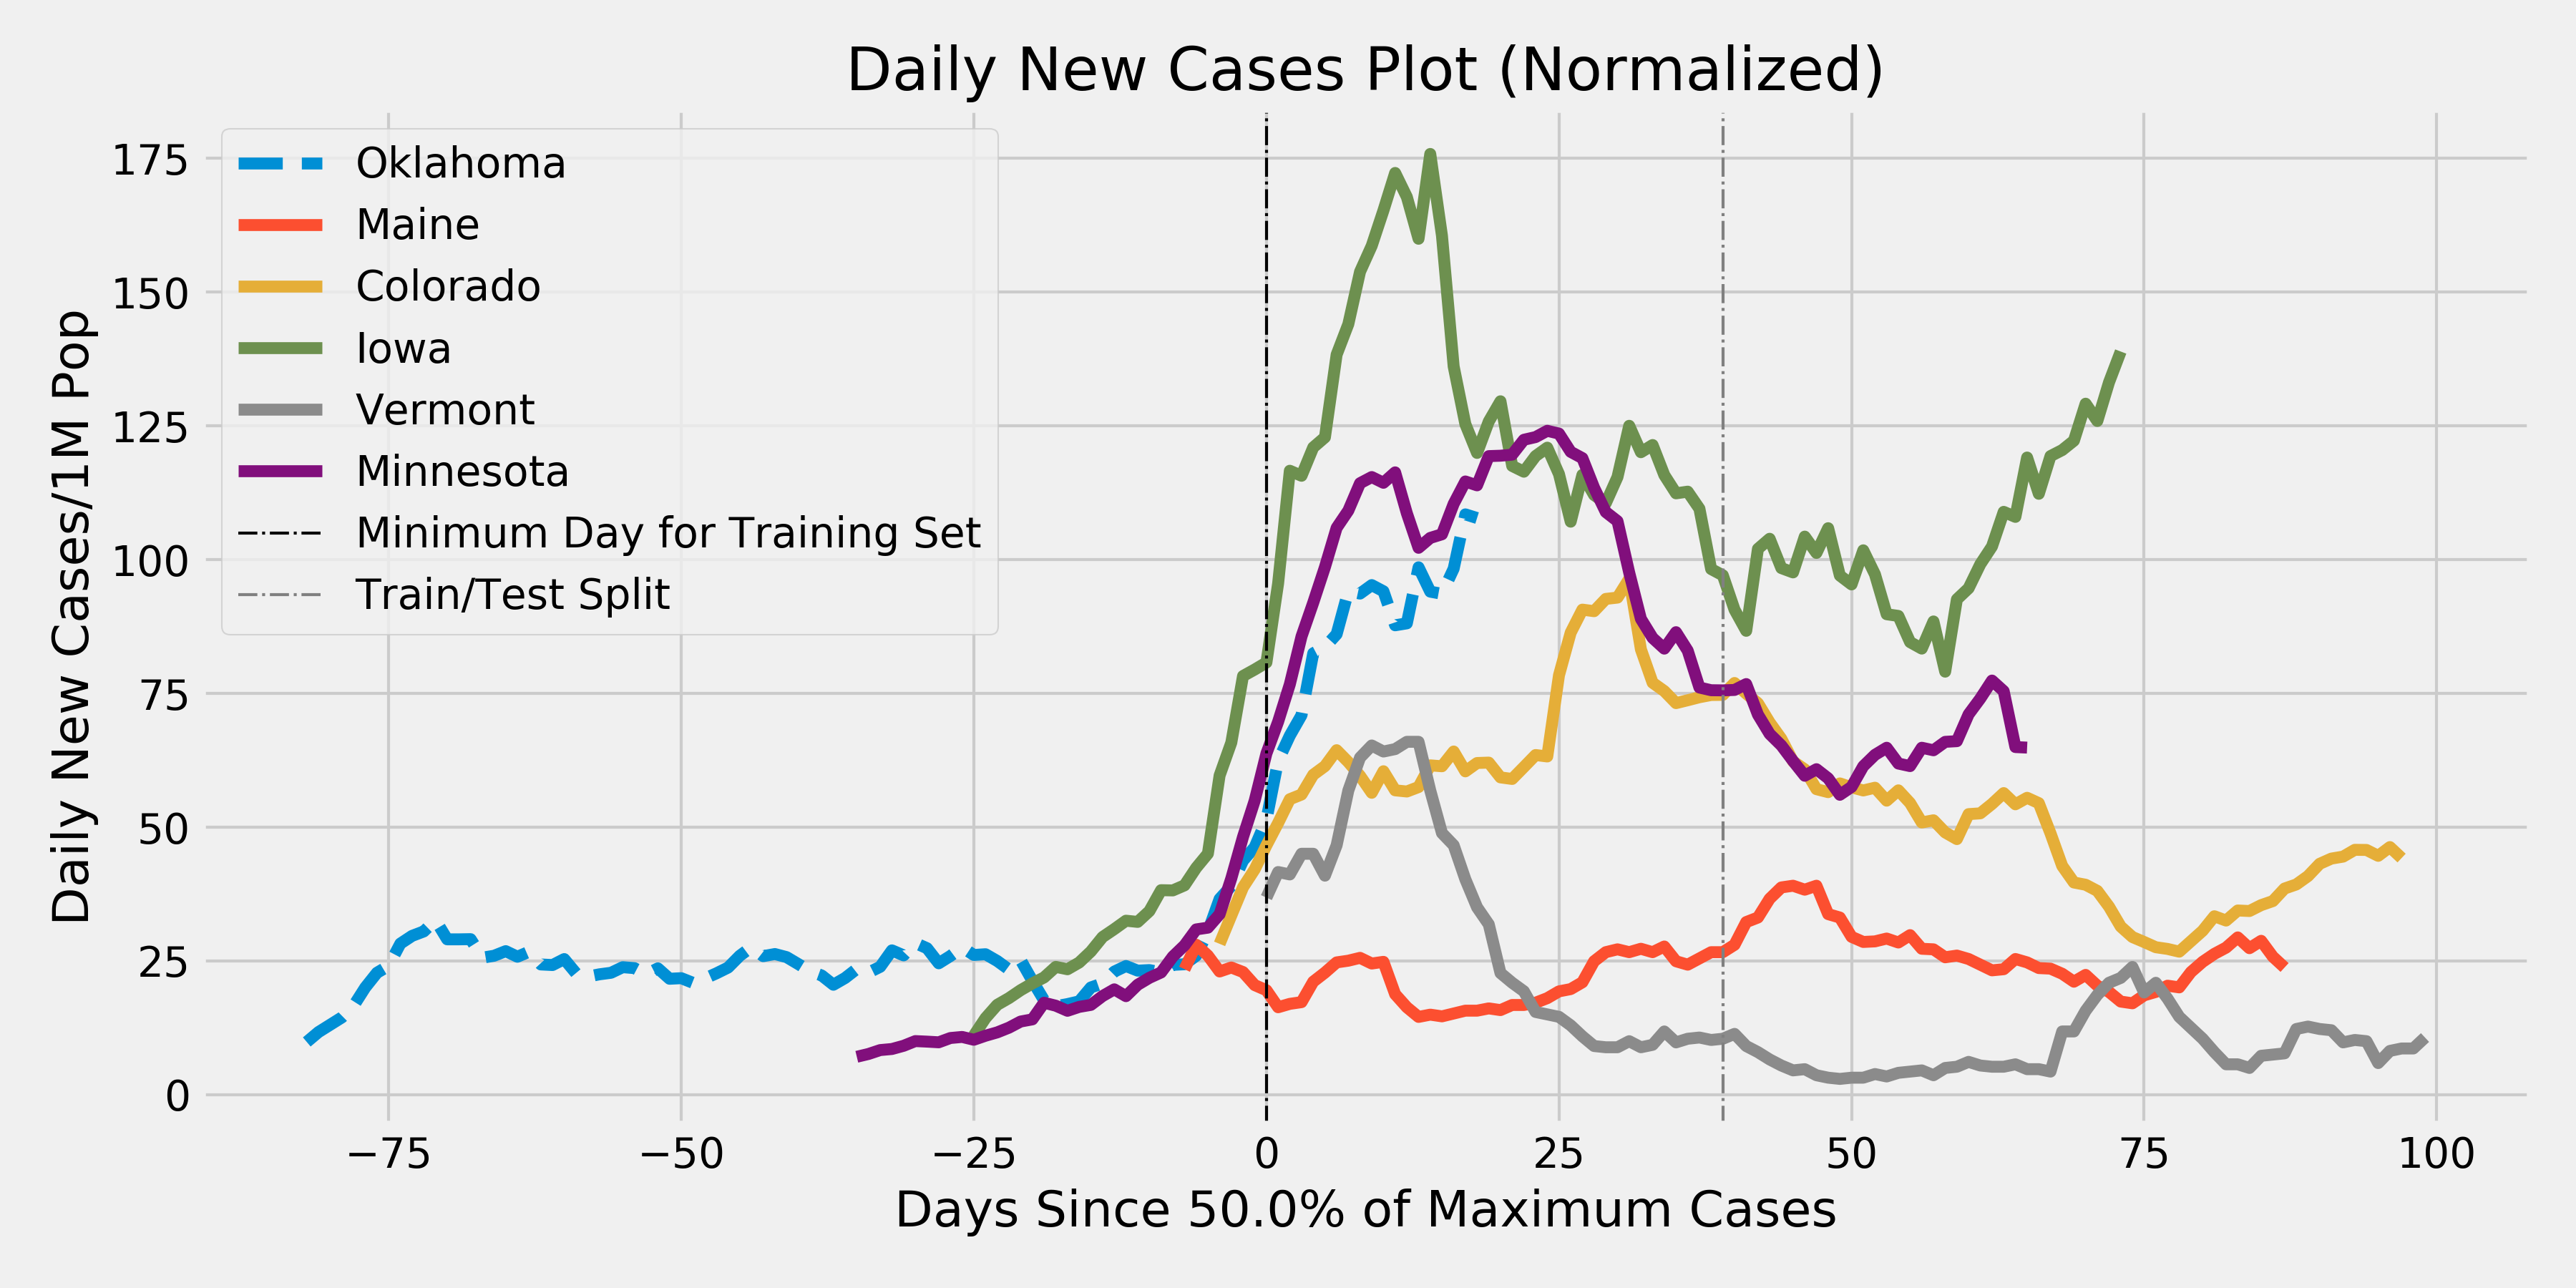 Daily New Cases Plot (Normalized)
Daily New Cases/1M Pop
175
150
125
100
75
50
25
0
Oklahoma
Maine
Colorado
Iowa
Vermont
Minnesota
Minimum Day for Training Set
Train/Test Split
−75 −50 −25 0 25 50 75 100
Days Since 50.0% of Maximum Cases